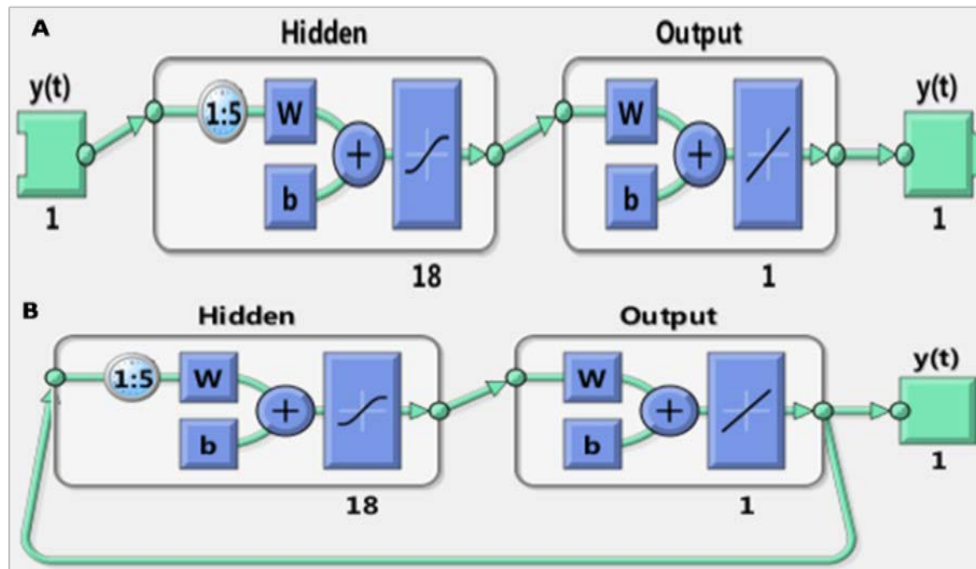 A
Hidden
Output
y(t)
y(t)
1:5
W
b
+
W
b
+
1
18
1
1
B
Hidden
Output
y(t)
1:5
W
b
+
W
b
+
18
1
1